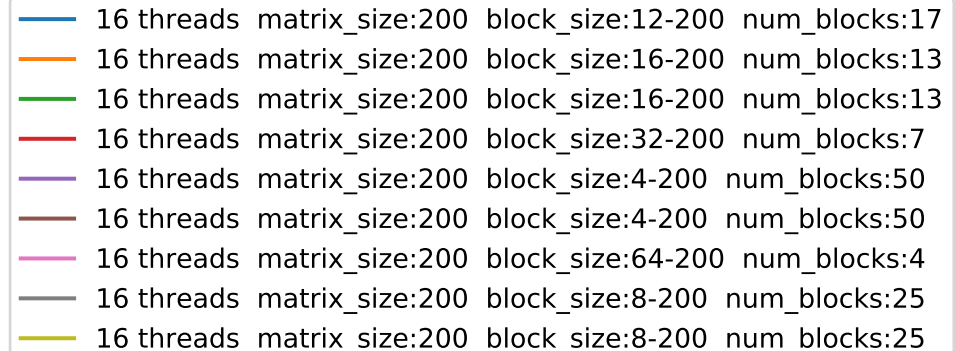 16 threads  matrix_size:200  block_size:12-200  num_blocks:17
16 threads  matrix_size:200  block_size:16-200  num_blocks:13
16 threads  matrix_size:200  block_size:16-200  num_blocks:13
16 threads  matrix_size:200  block_size:32-200  num_blocks:7
16 threads  matrix_size:200  block_size:4-200  num_blocks:50
16 threads  matrix_size:200  block_size:4-200  num_blocks:50
16 threads  matrix_size:200  block_size:64-200  num_blocks:4
16 threads  matrix_size:200  block_size:8-200  num_blocks:25
16 threads  matrix_size:200  block_size:8-200  num_blocks:25